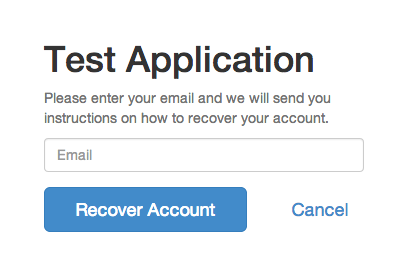 Test Application
Please enter your email and we will send you
instructions on how to recover your account.
Email
Recover Account
Cancel